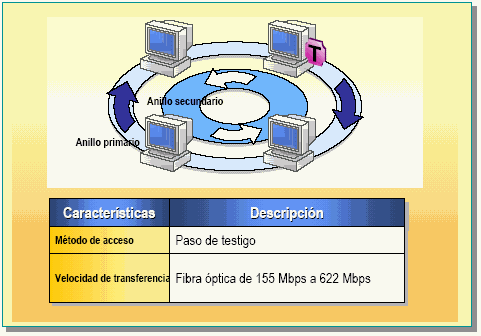 T
Anillo secundario
Anillo primario
Características Descripción
Método de acceso Paso de testigo
Velocidad de transferencia Fibra óptica de 155 Mbps a 622 Mbps